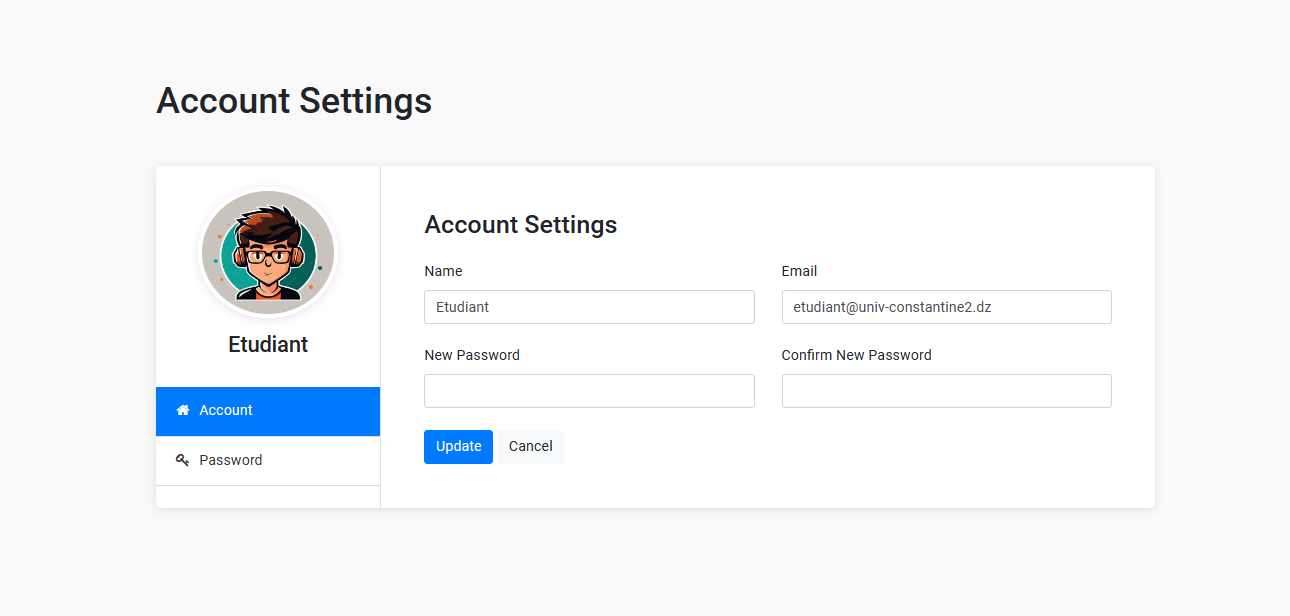 Account Settings
Etudiant
Account
Password
Account Settings
Name
Email
Etudiant
etudiant@univ-constantine2.dz
New Password
Confirm New Password
Update
Cancel